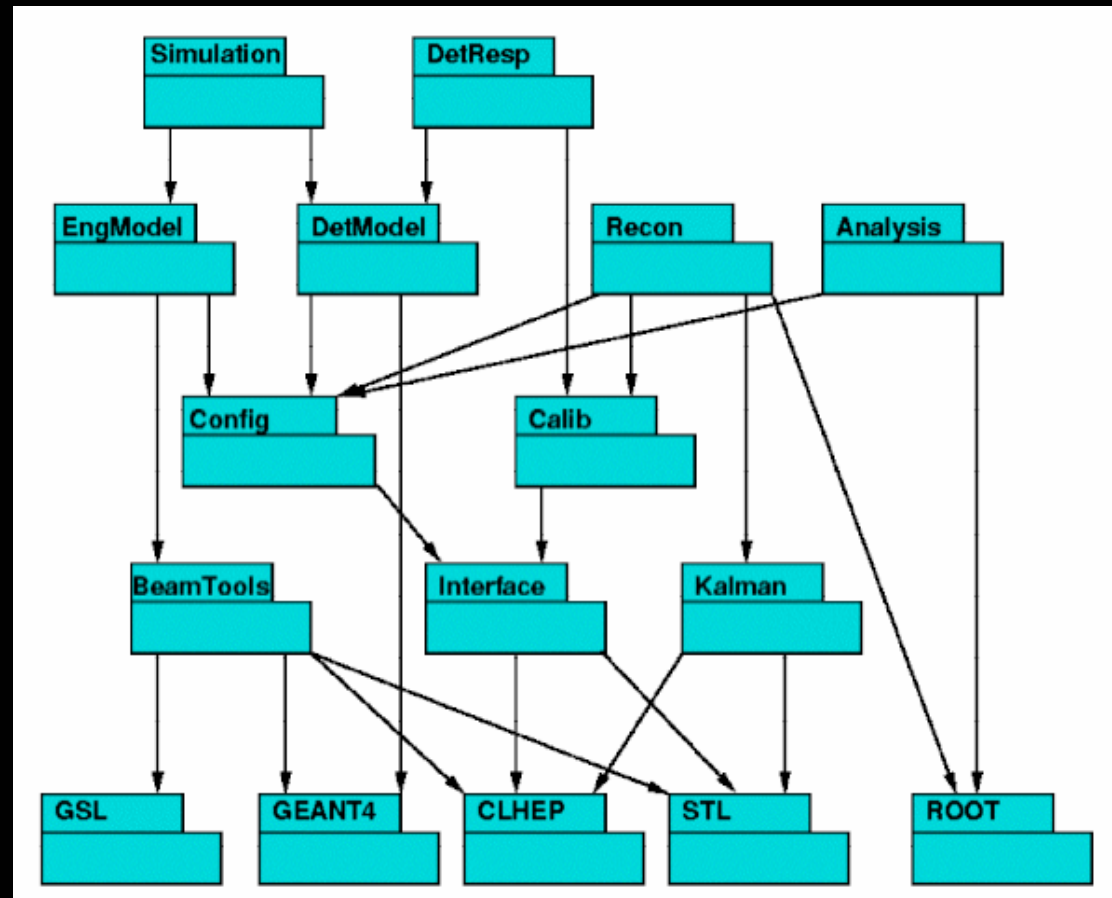 Simulation
DetResp
EngModel
DetModel
Recon
Analysis
Config
Calib
BeamTools
Interface
Kalman
GSL
GEANT4
CLHEP
STL
ROOT